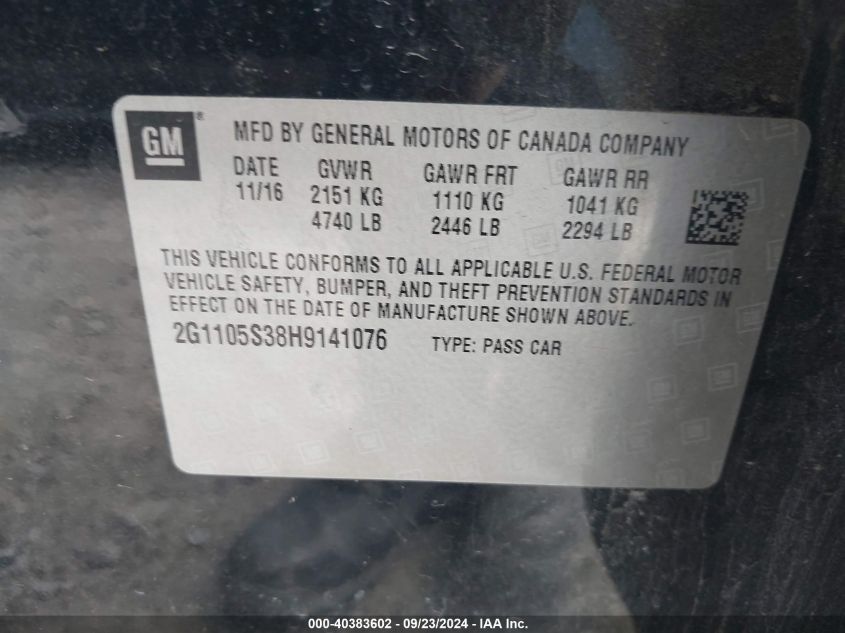 GM ®
MFD BY GENERAL MOTORS OF CANADA COMPANY
DATE GVWR GAWR FRT GAWR RR
11/16 2151 KG 1110 KG 1041 KG
4740 LB 2446 LB 2294 LB
THIS VEHICLE CONFORMS TO ALL APPLICABLE U.S. FEDERAL MOTOR
VEHICLE SAFETY, BUMPER, AND THEFT PREVENTION STANDARDS IN
EFFECT ON THE DATE OF MANUFACTURE SHOWN ABOVE.
2G1105S38H9141076 TYPE: PASS CAR
000-40383602 - 09/23/2024 - IAA Inc.